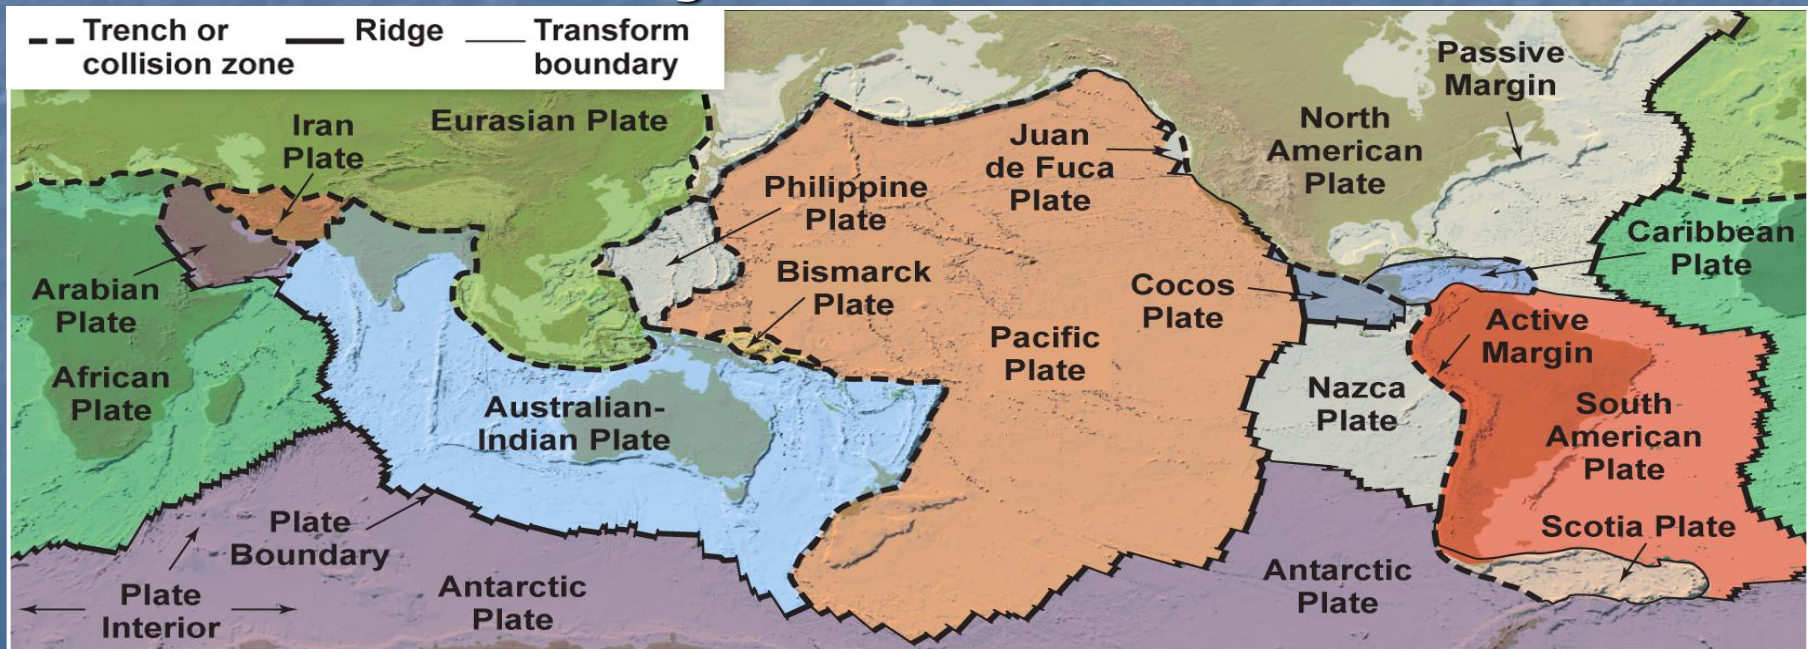 Trench or
collision zone
Ridge
Transform
boundary
Passive
Margin
Iran
Plate
Eurasian Plate
North
American
Plate
Juan
de Fuca
Plate
Philippine
Plate
Caribbean
Plate
Arabian
Plate
Bismarck
Plate
Cocos
Plate
Pacific
Plate
Active
Margin
African
Plate
Australian-
Indian Plate
Nazca
Plate
South
American
Plate
Plate
Boundary
Scotia Plate
Plate
Interior
Antarctic
Plate
Antarctic
Plate